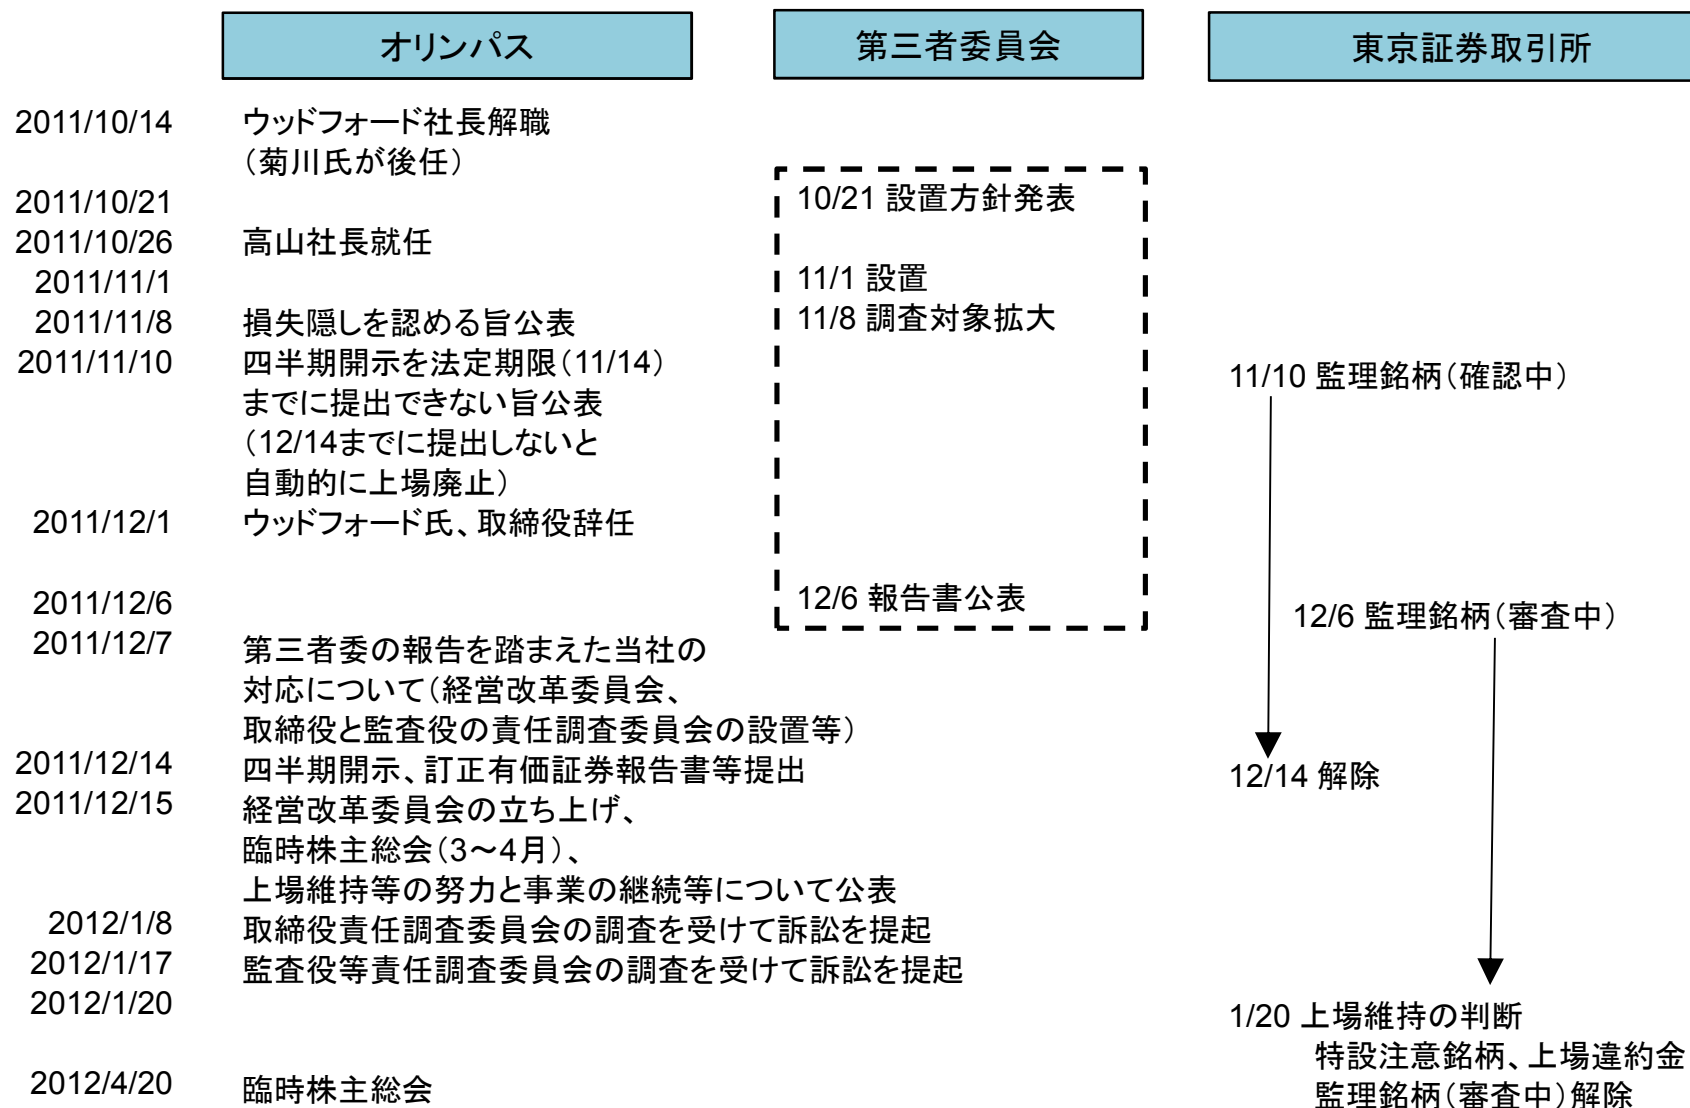 オリンパス
第三者委員会
東京証券取引所
2011/10/14 ウッドフォード社長解職
（菊川氏が後任）
2011/10/21 10/21 設置方針発表
2011/10/26 高山社長就任
2011/11/1 11/1 設置
2011/11/8 損失隠しを認める旨公表 11/8 調査対象拡大
2011/11/10 四半期開示を法定期限（11/14） 11/10 監理銘柄（確認中）
までに提出できない旨公表
（12/14までに提出しないと
自動的に上場廃止）
2011/12/1 ウッドフォード氏、取締役辞任
2011/12/6 12/6 報告書公表 12/6 監理銘柄（審査中）
2011/12/7 第三者委の報告を踏まえた当社の
対応について（経営改革委員会、
取締役と監査役の責任調査委員会の設置等）
2011/12/14 四半期開示、訂正有価証券報告書等提出 12/14 解除
2011/12/15 経営改革委員会の立ち上げ、
臨時株主総会（3～4月）、
上場維持等の努力と事業の継続等について公表
2012/1/8 取締役責任調査委員会の調査を受けて訴訟を提起
2012/1/17 監査役等責任調査委員会の調査を受けて訴訟を提起
2012/1/20 1/20 上場維持の判断
特設注意銘柄、上場違約金
監理銘柄（審査中）解除
2012/4/20 臨時株主総会